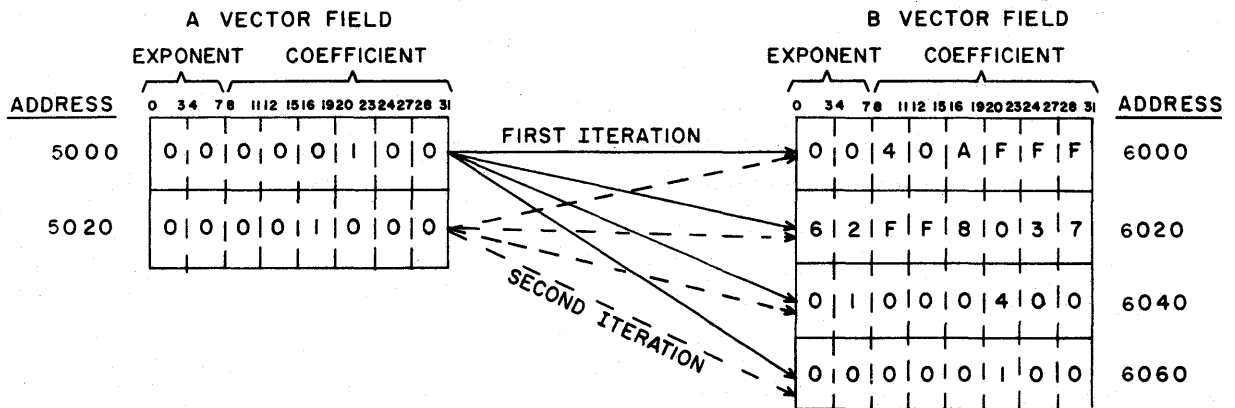 A VECTOR FIELD
B VECTOR FIELD
EXPONENT COEFFICIENT
EXPONENT COEFFICIENT
ADDRESS
0 34 78 1112 1516 1920 2324 2728 31
0 34 78 1112 1516 1920 2324 2728 31
ADDRESS
5000 0 0 0 0 0 1 0 0
FIRST ITERATION
0 0 4 0 A F F F 6000
5020 0 0 0 0 1 0 0 0
6 2 F F 8 0 3 7 6020
SECOND ITERATION
0 1 0 0 0 4 0 0 6040
0 0 0 0 0 1 0 0 6060